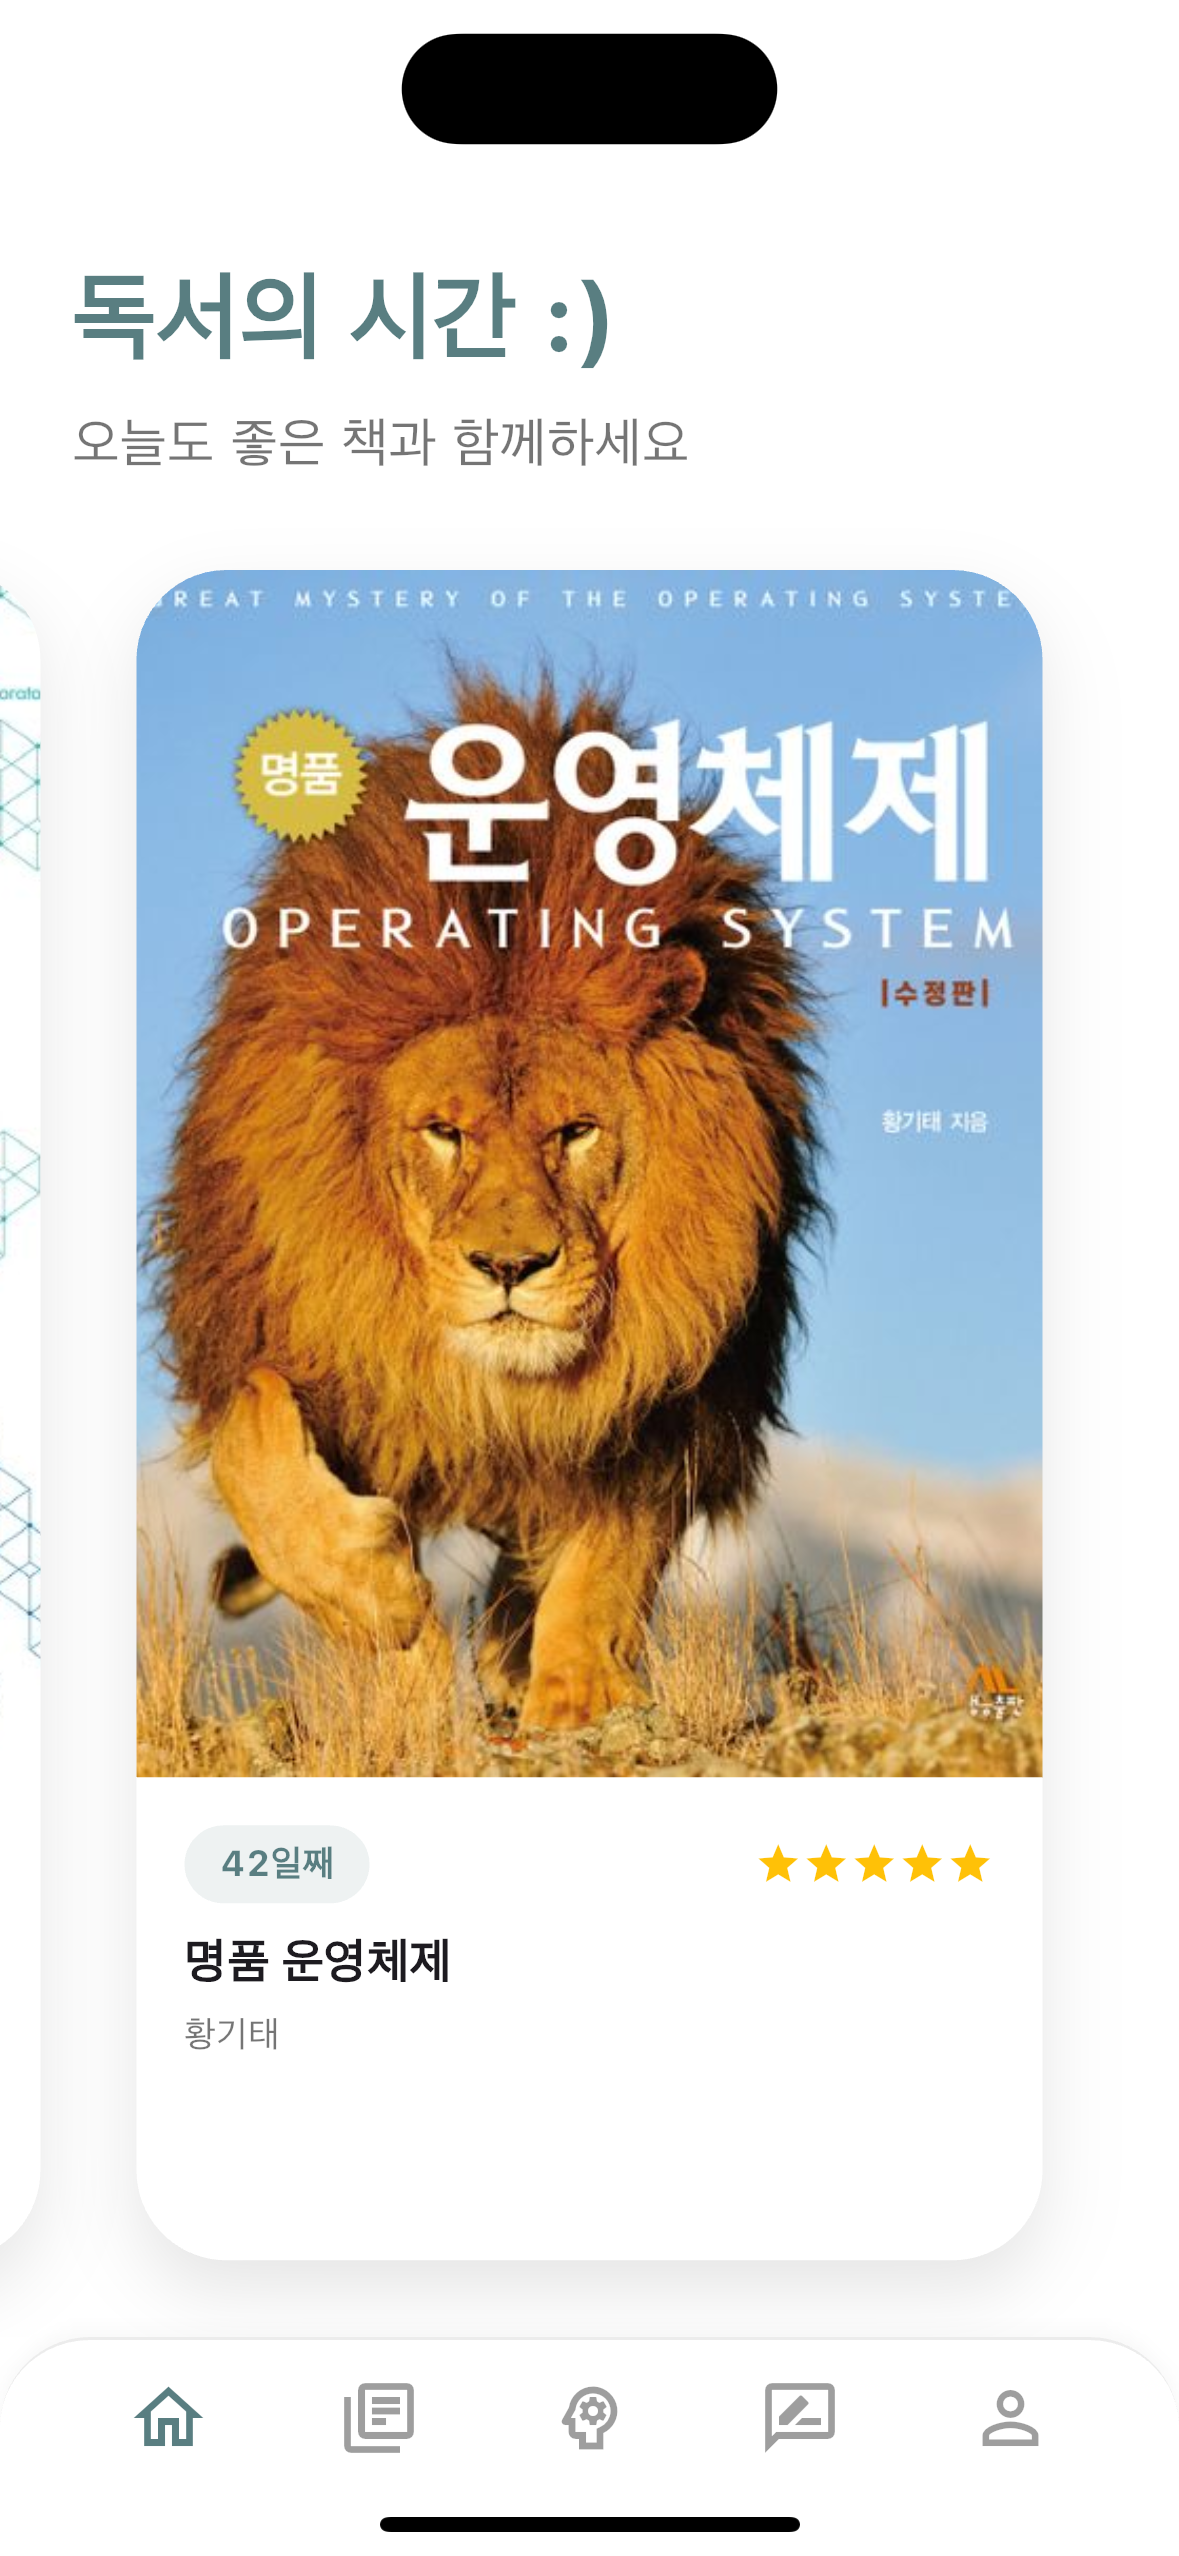 독서의 시간 :)
오늘도 좋은 책과 함께하세요
GREAT MYSTERY OF THE OPERATING SYSTE
명품
운영체제
OPERATING SYSTEM
|수정판|
황기태 지음
42일째
명품 운영체제
황기태